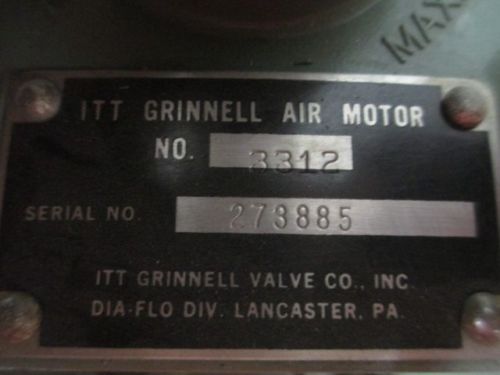 MAX
ITT GRINNELL AIR MOTOR
NO. 3312
SERIAL NO. 273885
ITT GRINNELL VALVE CO., INC.
DIA-FLO DIV. LANCASTER, PA.